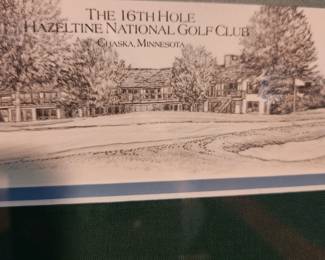 THE 16TH HOLE
HAZELTINE NATIONAL GOLF CLUB
CHASKA, MINNESOTA